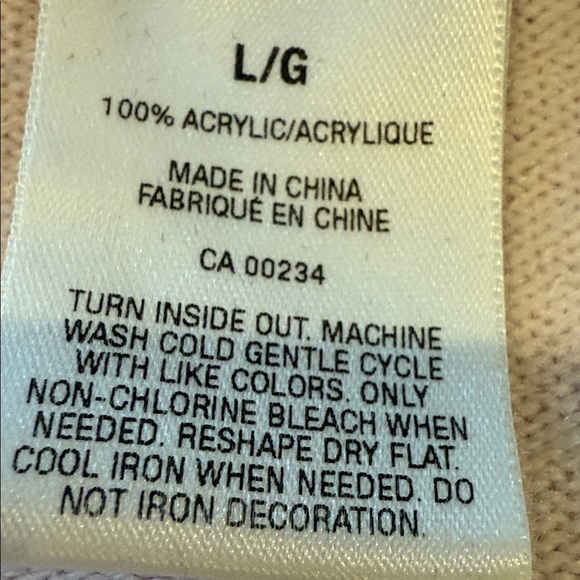 L/G
100% ACRYLIC/ACRYLIQUE
MADE IN CHINA
FABRIQUÉ EN CHINE
CA 00234
TURN INSIDE OUT. MACHINE
WASH COLD GENTLE CYCLE
WITH LIKE COLORS. ONLY
NON-CHLORINE BLEACH WHEN
NEEDED. RESHAPE DRY FLAT.
COOL IRON WHEN NEEDED. DO
NOT IRON DECORATION.